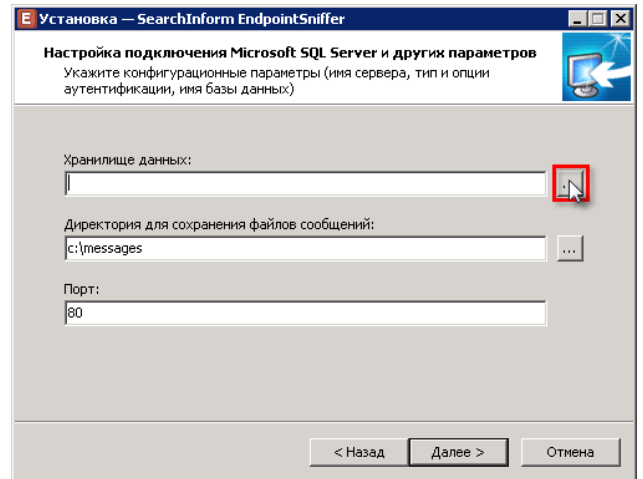 E Установка — SearchInform EndpointSniffer
Настройка подключения Microsoft SQL Server и других параметров
Укажите конфигурационные параметры (имя сервера, тип и опции
аутентификации, имя базы данных)
Хранилище данных:
Директория для сохранения файлов сообщений:
c:\messages
...
Порт:
80
< Назад
Далее >
Отмена